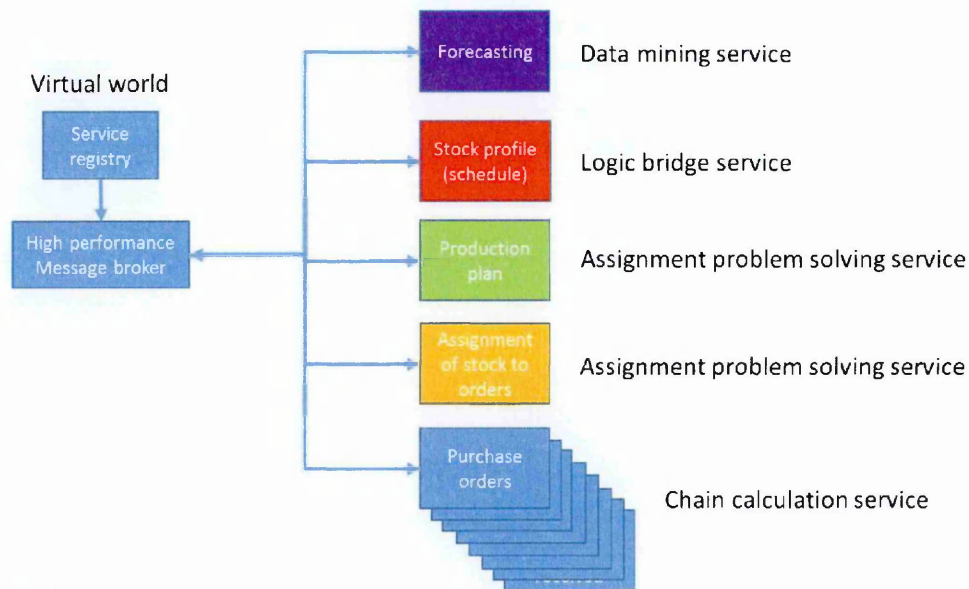 Virtual world
Service
registry
High performance
Message broker
Forecasting
Data mining service
Stock profile
(schedule)
Logic bridge service
Production
plan
Assignment problem solving service
Assignment
of stock to
orders
Assignment problem solving service
Purchase
orders
Chain calculation service